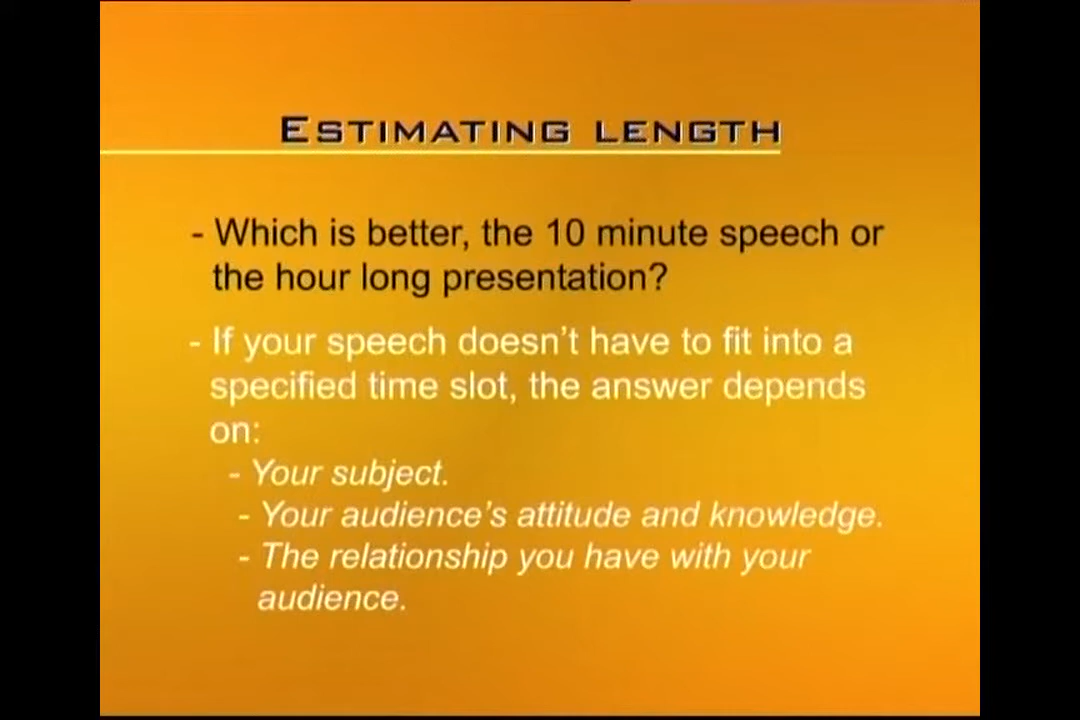 ESTIMATING LENGTH
- Which is better, the 10 minute speech or
the hour long presentation?
- If your speech doesn't have to fit into a
specified time slot, the answer depends
on:
- Your subject.
- Your audience's attitude and knowledge.
- The relationship you have with your
audience.